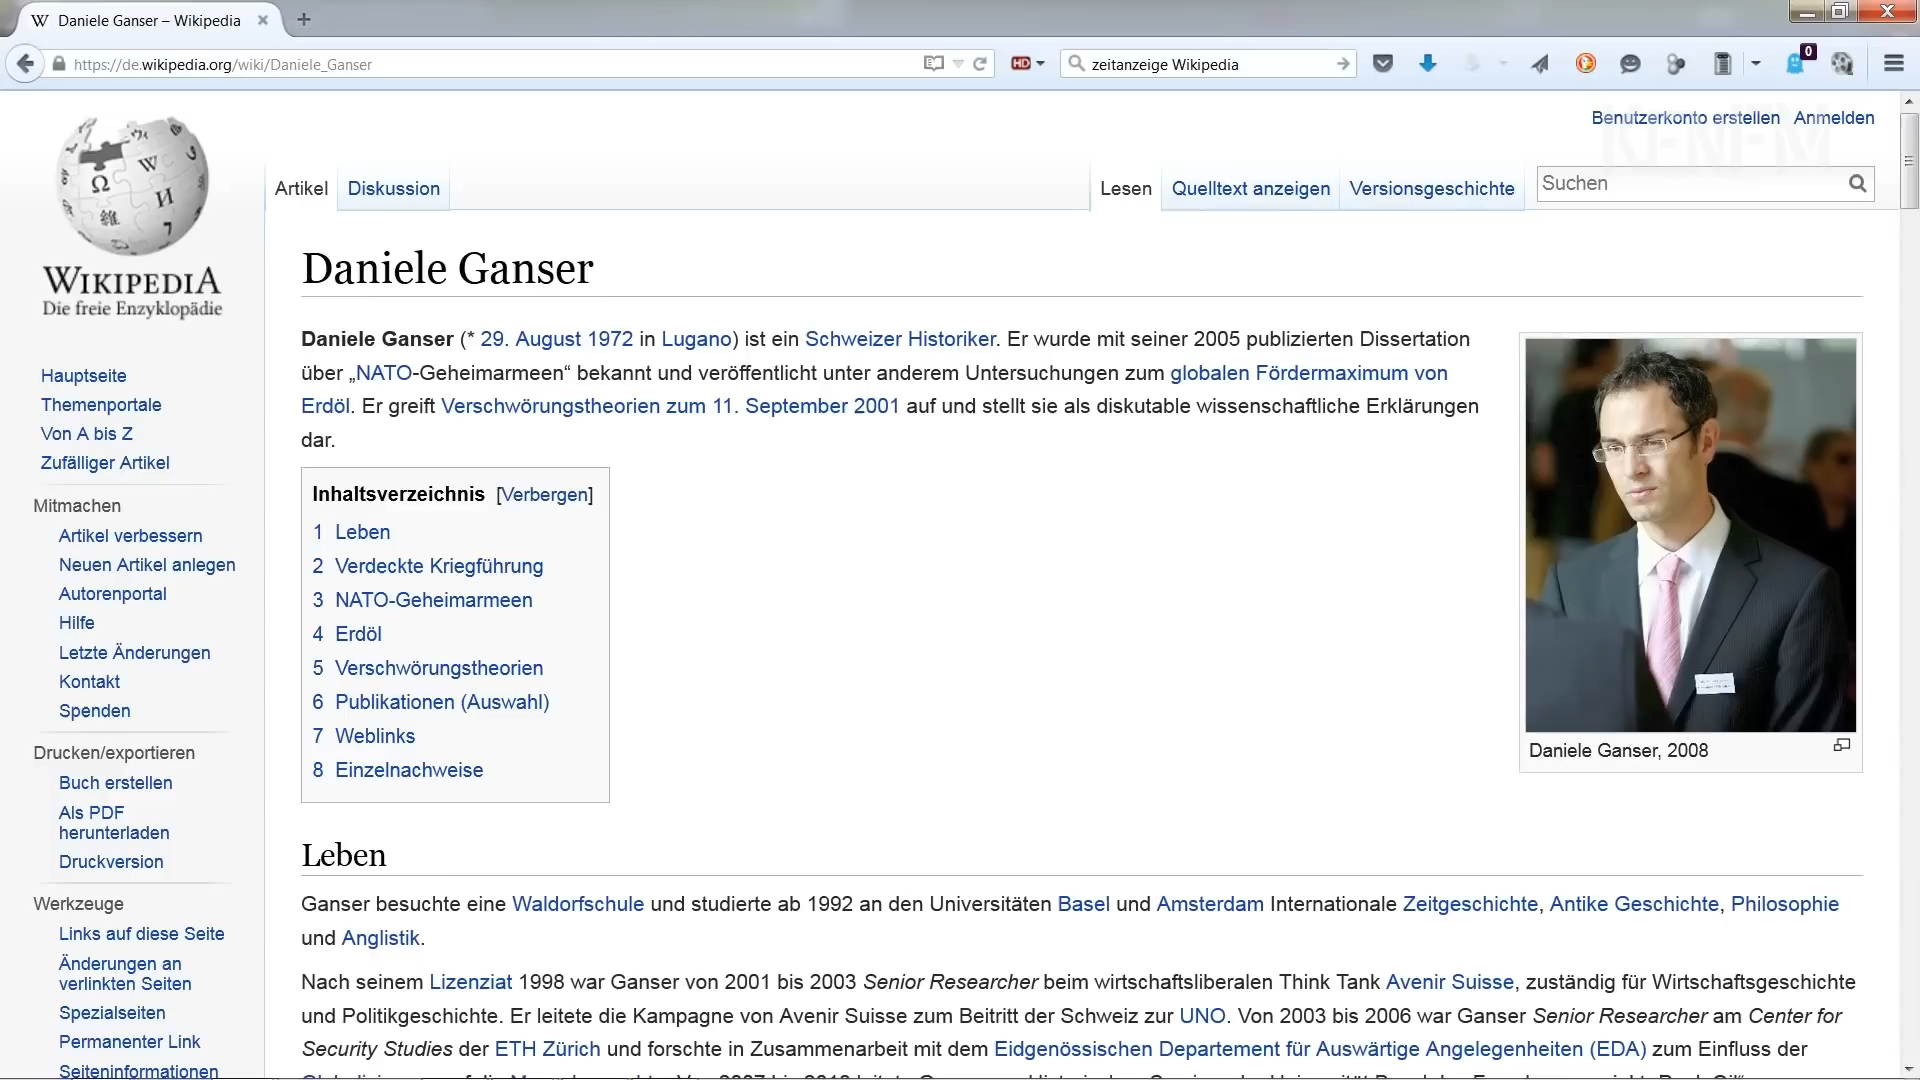 Daniele Ganser – Wikipedia
https://de.wikipedia.org/wiki/Daniele_Ganser
HD
zeitanzeige Wikipedia
0
Benutzerkonto erstellen Anmelden
KENFM
Artikel Diskussion Lesen Quelltext anzeigen Versionsgeschichte Suchen
WIKIPEDIA
Die freie Enzyklopädie
Hauptseite
Themenportale
Von A bis Z
Zufälliger Artikel
Mitmachen
Artikel verbessern
Neuen Artikel anlegen
Autorenportal
Hilfe
Letzte Änderungen
Kontakt
Spenden
Drucken/exportieren
Buch erstellen
Als PDF
herunterladen
Druckversion
Werkzeuge
Links auf diese Seite
Änderungen an
verlinkten Seiten
Spezialseiten
Permanenter Link
Seiteninformationen
Daniele Ganser
Daniele Ganser (* 29. August 1972 in Lugano) ist ein Schweizer Historiker. Er wurde mit seiner 2005 publizierten Dissertation
über „NATO-Geheimarmeen“ bekannt und veröffentlicht unter anderem Untersuchungen zum globalen Fördermaximum von
Erdöl. Er greift Verschwörungstheorien zum 11. September 2001 auf und stellt sie als diskutable wissenschaftliche Erklärungen
dar.
Inhaltsverzeichnis [Verbergen]
1 Leben
2 Verdeckte Kriegführung
3 NATO-Geheimarmeen
4 Erdöl
5 Verschwörungstheorien
6 Publikationen (Auswahl)
7 Weblinks
8 Einzelnachweise
Daniele Ganser, 2008
Leben
Ganser besuchte eine Waldorfschule und studierte ab 1992 an den Universitäten Basel und Amsterdam Internationale Zeitgeschichte, Antike Geschichte, Philosophie
und Anglistik.
Nach seinem Lizenziat 1998 war Ganser von 2001 bis 2003 Senior Researcher beim wirtschaftsliberalen Think Tank Avenir Suisse, zuständig für Wirtschaftsgeschichte
und Politikgeschichte. Er leitete die Kampagne von Avenir Suisse zum Beitritt der Schweiz zur UNO. Von 2003 bis 2006 war Ganser Senior Researcher am Center for
Security Studies der ETH Zürich und forschte in Zusammenarbeit mit dem Eidgenössischen Departement für Auswärtige Angelegenheiten (EDA) zum Einfluss der